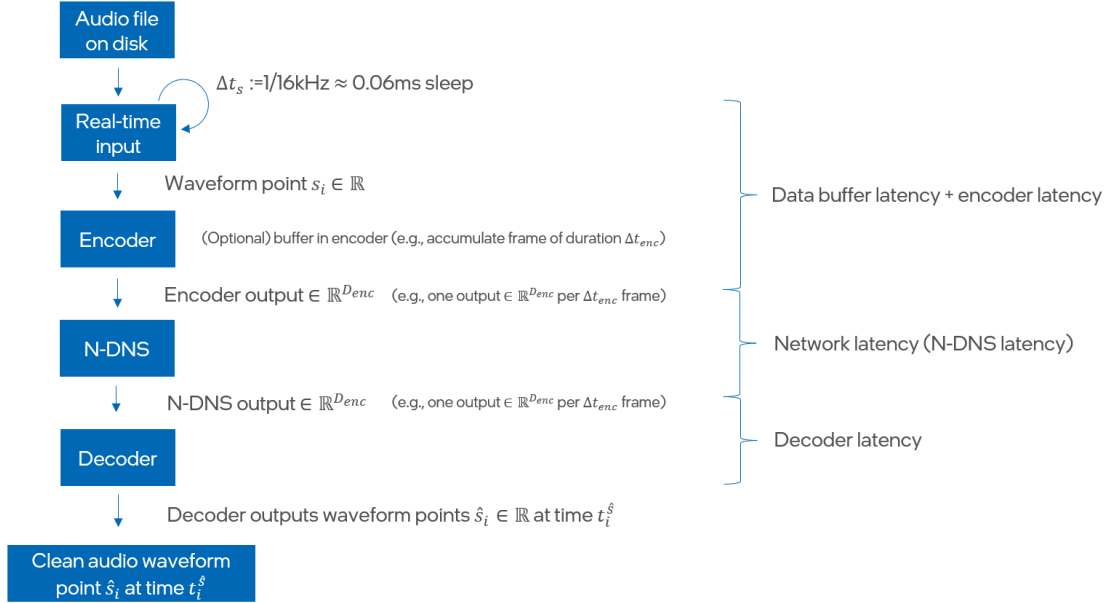 Audio file
on disk
Δt_s :=1/16kHz ≈ 0.06ms sleep
Real-time
input
Waveform point s_i ∈ ℝ
Data buffer latency + encoder latency
Encoder
(Optional) buffer in encoder (e.g., accumulate frame of duration Δt_enc)
Encoder output ∈ ℝ^D_enc (e.g., one output ∈ ℝ^D_enc per Δt_enc frame)
N-DNS
Network latency (N-DNS latency)
N-DNS output ∈ ℝ^D_enc (e.g., one output ∈ ℝ^D_enc per Δt_enc frame)
Decoder
Decoder latency
Decoder outputs waveform points ŝ_i ∈ ℝ at time t_i^ŝ
Clean audio waveform
point ŝ_i at time t_i^ŝ